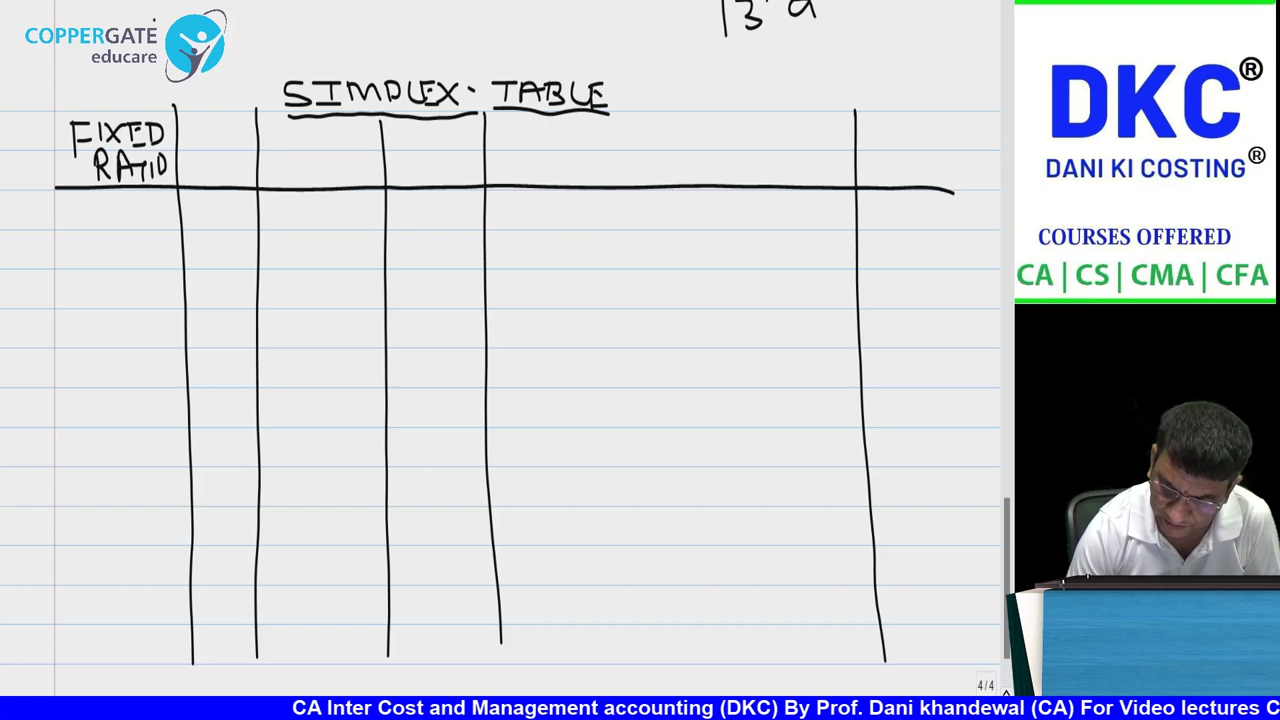 COPPERGATE
educare
SIMPLEX TABLE
FIXED
RATIO
DKC®
DANI KI COSTING®
COURSES OFFERED
CA | CS | CMA | CFA
4/4
CA Inter Cost and Management accounting (DKC) By Prof. Dani khandewal (CA) For Video lectures C